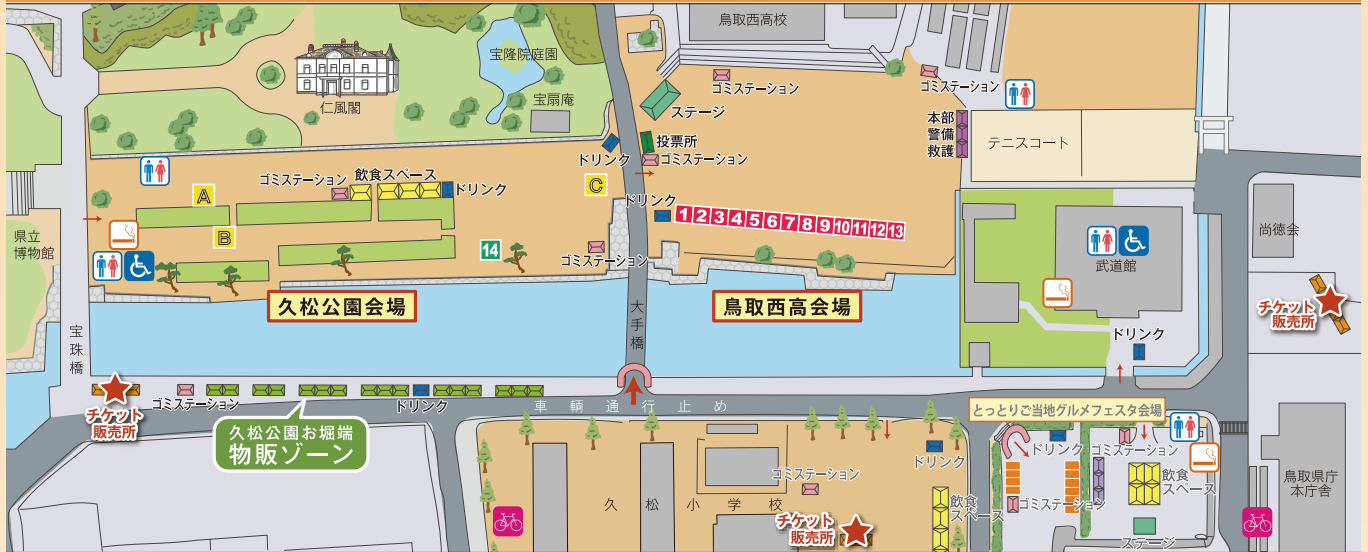 鳥取西高校
宝隆院庭園
仁風閣
宝扇庵
ゴミステーション
ステージ
ゴミステーション
本部
警備
救護
テニスコート
投票所
ドリンク
ゴミステーション
ゴミステーション
飲食スペース
ドリンク
A
B
C
ドリンク
1 2 3 4 5 6 7 8 9 10 11 12 13
14
ゴミステーション
県立
博物館
武道館
尚徳会
チケット
販売所
久松公園会場
大手橋
鳥取西高会場
宝珠橋
ドリンク
チケット
販売所
ゴミステーション
ドリンク
久松公園お堀端
物販ゾーン
車輌通行止め
とっとりご当地グルメフェスタ会場
ドリンク
ドリンク
ゴミステーション
ゴミステーション
飲食
スペース
久松小学校
チケット
販売所
飲食
スペース
ゴミステーション
ステージ
鳥取県庁
本庁舎